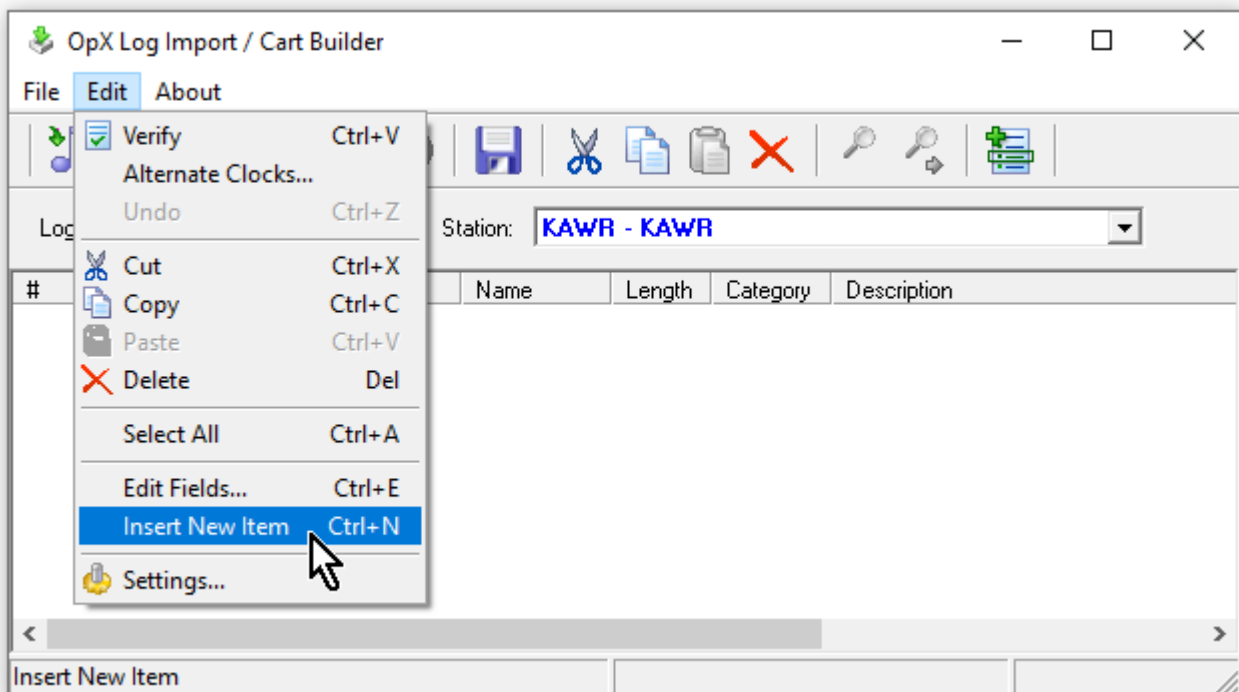 OpX Log Import / Cart Builder
File Edit About
Verify Ctrl+V
Alternate Clocks...
Undo Ctrl+Z
Cut Ctrl+X
Copy Ctrl+C
Paste Ctrl+V
Delete Del
Select All Ctrl+A
Edit Fields... Ctrl+E
Insert New Item Ctrl+N
Settings...
Log
Station: KAWR - KAWR
# Name Length Category Description
Insert New Item